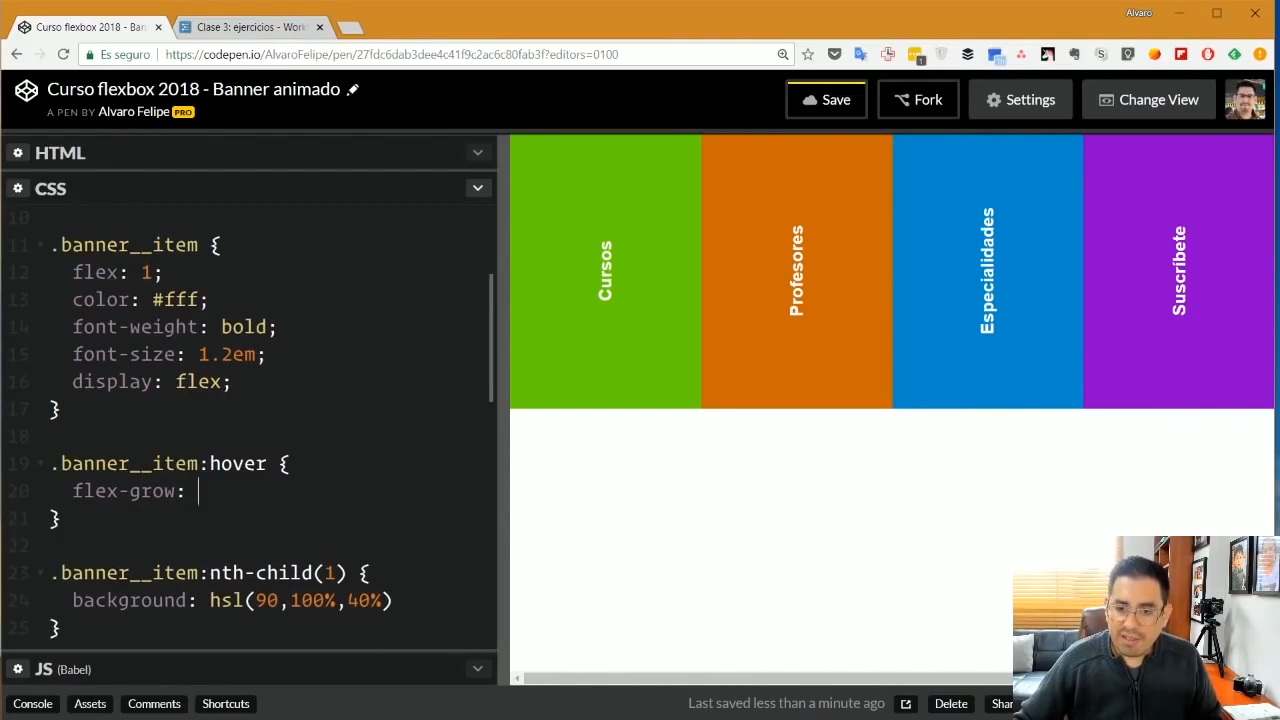 Curso flexbox 2018 - Ban
Clase 3: ejercicios - Work
Alvaro
Es seguro
https://codepen.io/AlvaroFelipe/pen/27fdc6dab3dee4c41f9c2ac6c80fab3f?editors=0100
Curso flexbox 2018 - Banner animado
A PEN BY Alvaro Felipe PRO
Save
Fork
Settings
Change View
HTML
CSS
10
11 .banner__item {
12 flex: 1;
13 color: #fff;
14 font-weight: bold;
15 font-size: 1.2em;
16 display: flex;
17 }
18
19 .banner__item:hover {
20 flex-grow:
21 }
22
23 .banner__item:nth-child(1) {
24 background: hsl(90,100%,40%)
25 }
JS (Babel)
Cursos
Profesores
Especialidades
Suscríbete
Console
Assets
Comments
Shortcuts
Last saved less than a minute ago
Delete
Shar